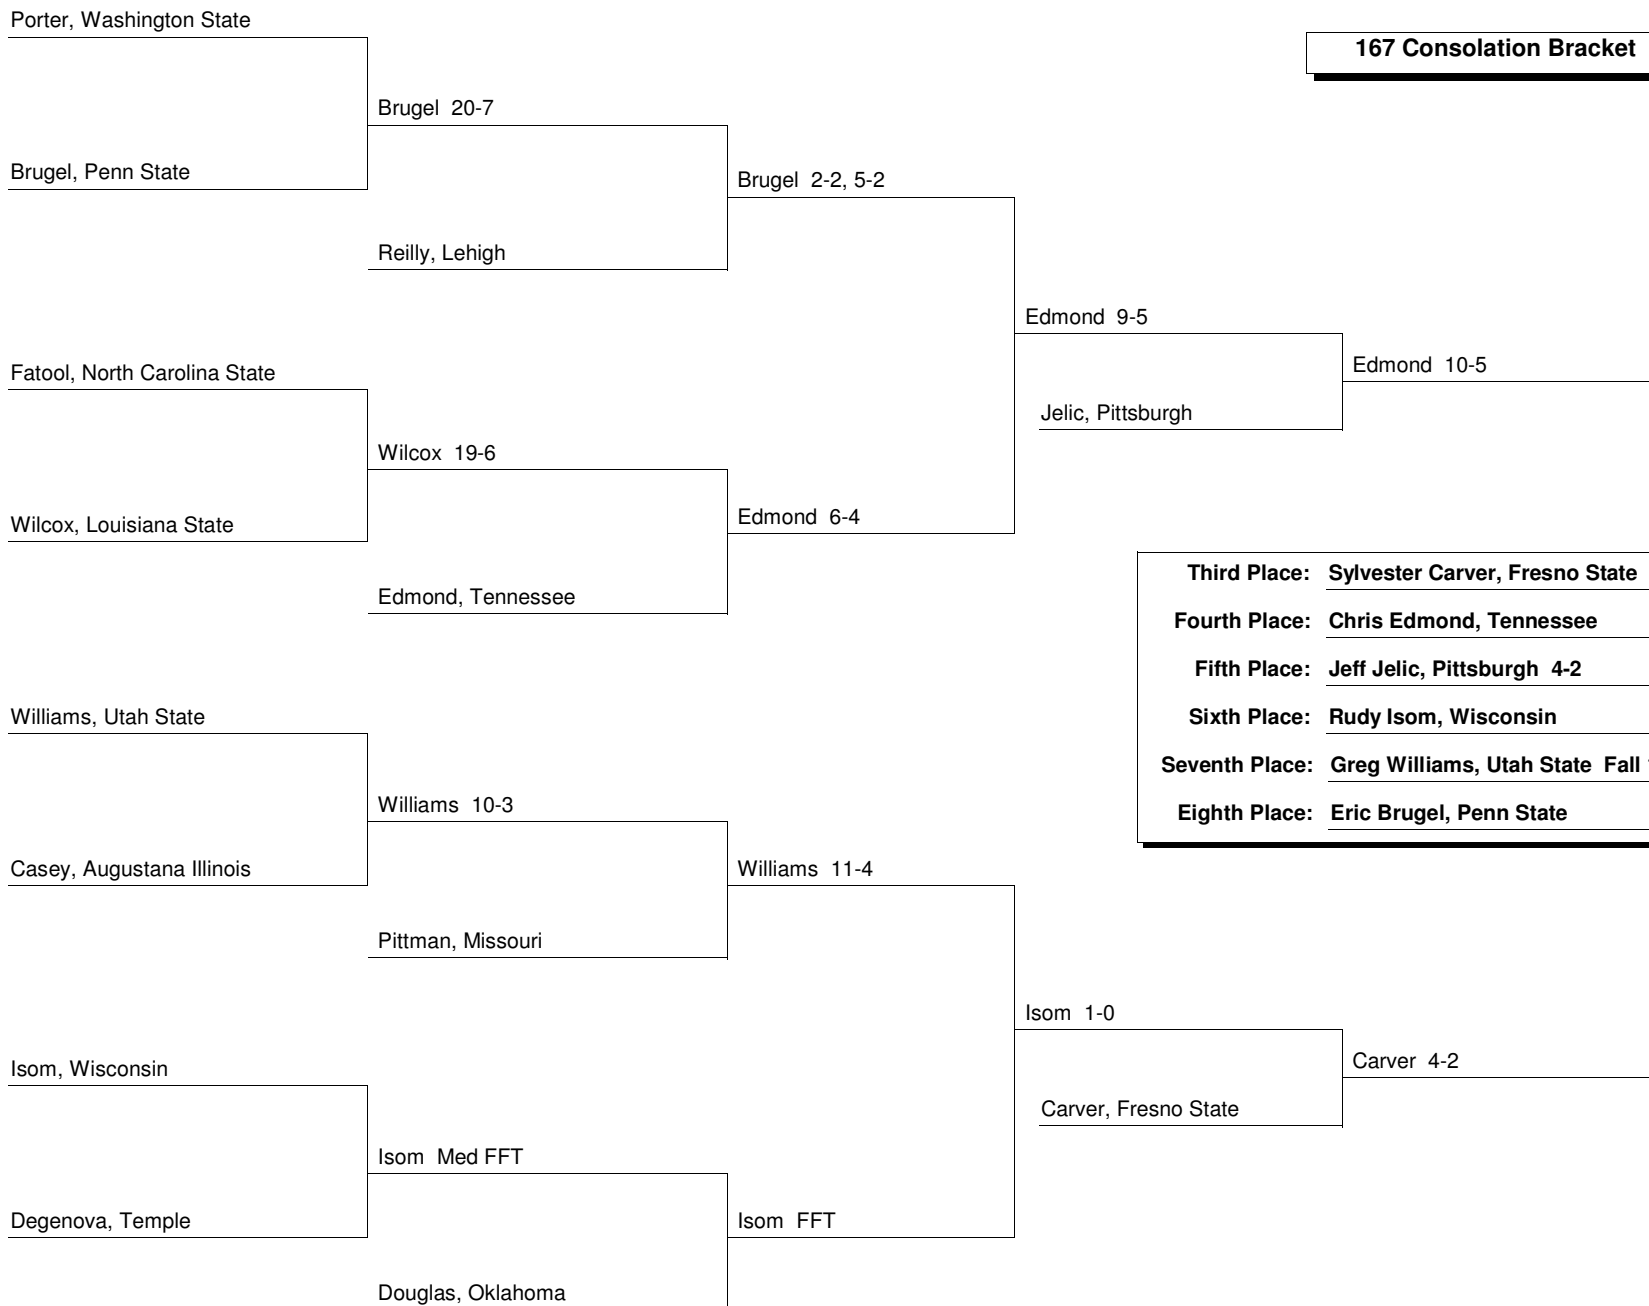 Porter, Washington State
167 Consolation Bracket
Brugel 20-7
Brugel, Penn State
Brugel 2-2, 5-2
Reilly, Lehigh
Edmond 9-5
Fatool, North Carolina State
Edmond 10-5
Jelic, Pittsburgh
Wilcox 19-6
Wilcox, Louisiana State
Edmond 6-4
Edmond, Tennessee
Third Place: Sylvester Carver, Fresno State
Fourth Place: Chris Edmond, Tennessee
Fifth Place: Jeff Jelic, Pittsburgh 4-2
Sixth Place: Rudy Isom, Wisconsin
Seventh Place: Greg Williams, Utah State Fall
Eighth Place: Eric Brugel, Penn State
Williams, Utah State
Williams 10-3
Casey, Augustana Illinois
Williams 11-4
Pittman, Missouri
Isom 1-0
Isom, Wisconsin
Carver 4-2
Carver, Fresno State
Isom Med FFT
Degenova, Temple
Isom FFT
Douglas, Oklahoma